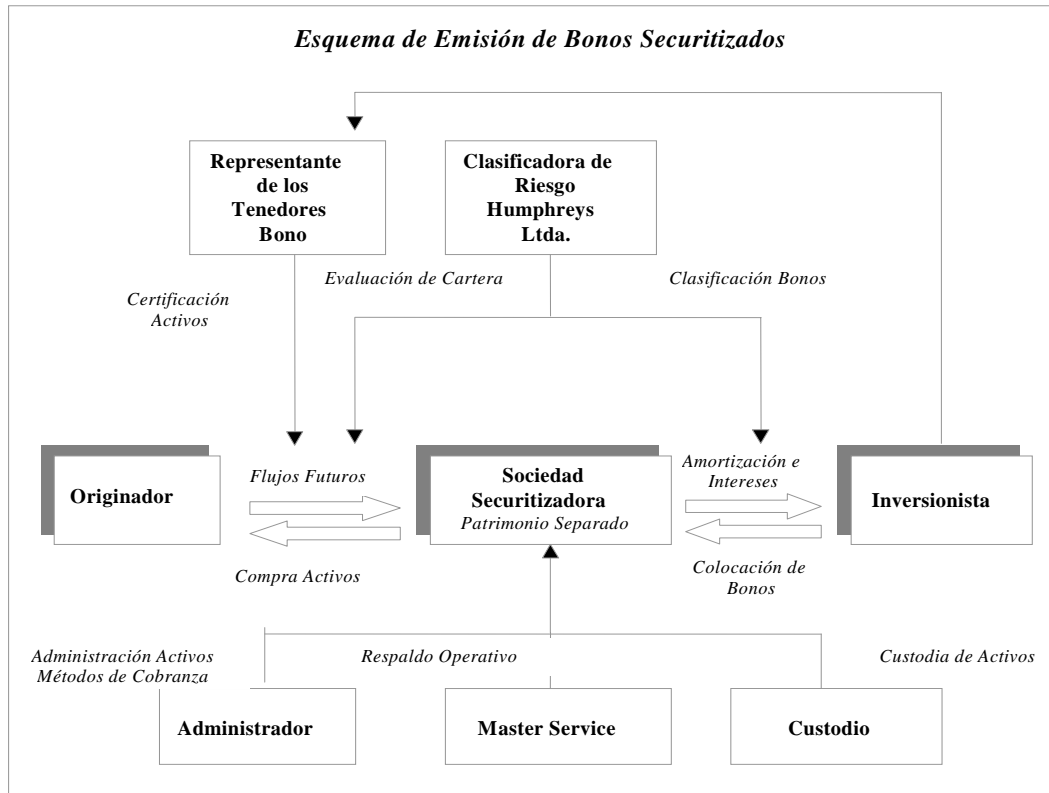 Esquema de Emisión de Bonos Securitizados
Representante
de los
Tenedores
Bono
Clasificadora de
Riesgo
Humphreys
Ltda.
Certificación
Activos
Evaluación de Cartera
Clasificación Bonos
Originador
Flujos Futuros
Compra Activos
Sociedad
Securitizadora
Patrimonio Separado
Amortización e
Intereses
Colocación de
Bonos
Inversionista
Administración Activos
Métodos de Cobranza
Respaldo Operativo
Custodia de Activos
Administrador
Master Service
Custodio